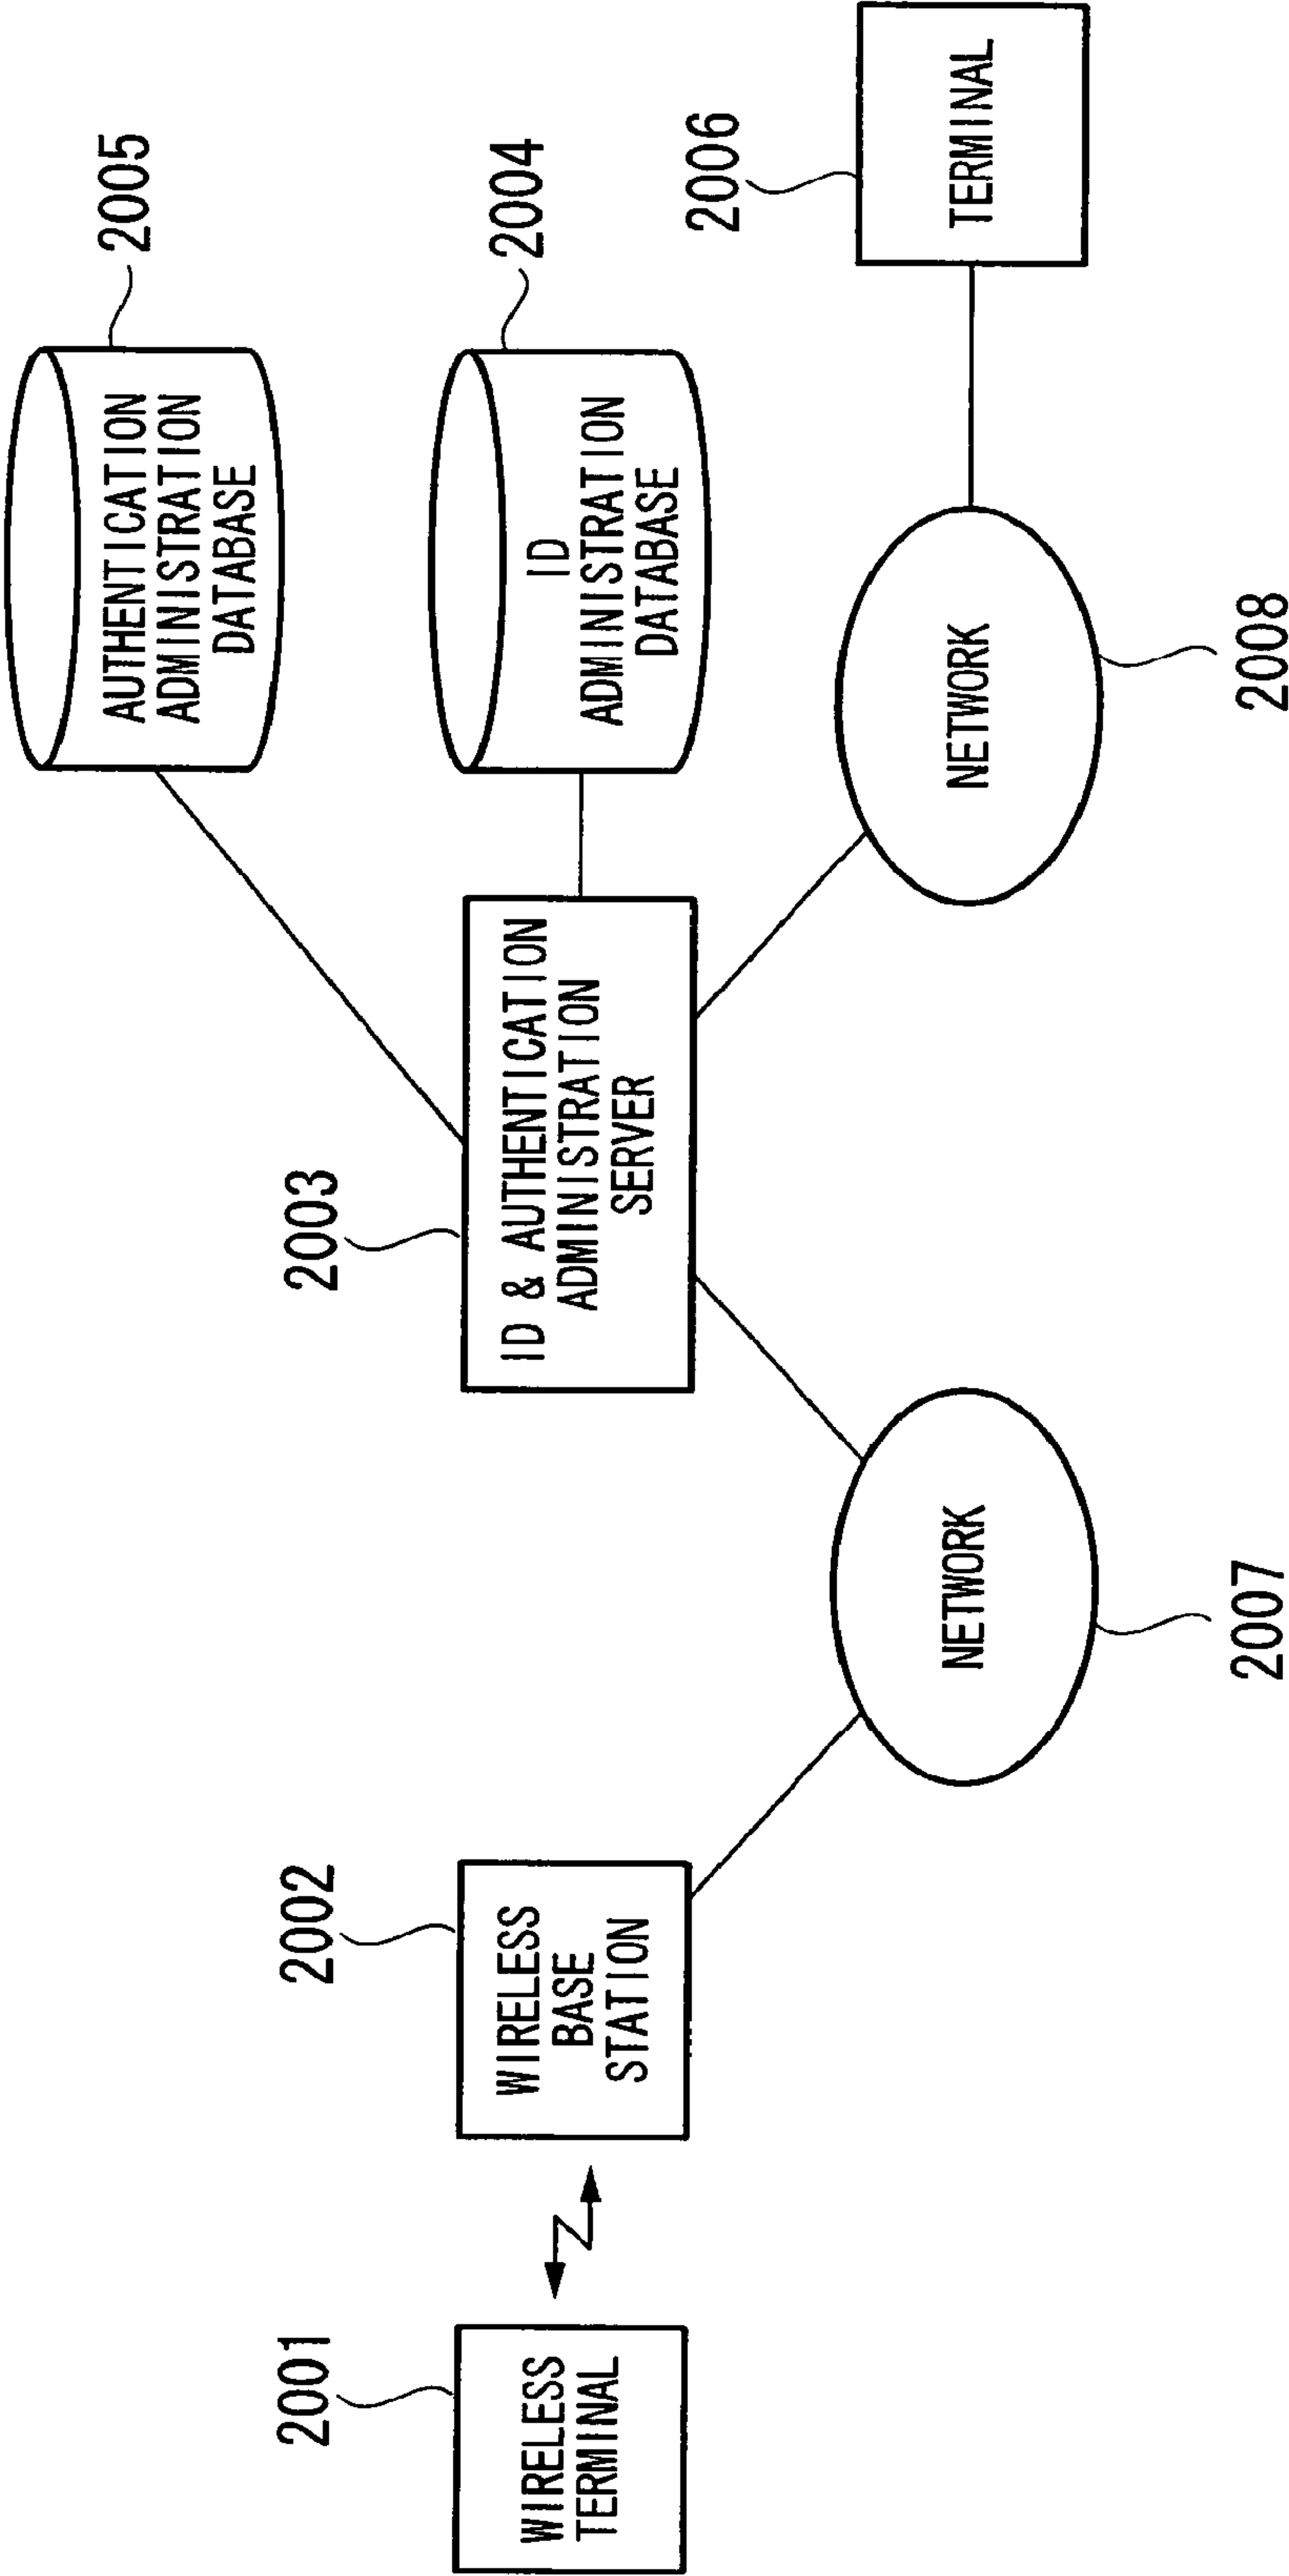 2005
AUTHENTICATION
ADMINISTRATION
DATABASE
2003
ID & AUTHENTICATION
ADMINISTRATION
SERVER
2004
ID
ADMINISTRATION
DATABASE
2001
WIRELESS
TERMINAL
2002
WIRELESS
BASE
STATION
2006
TERMINAL
NETWORK
2007
NETWORK
2008